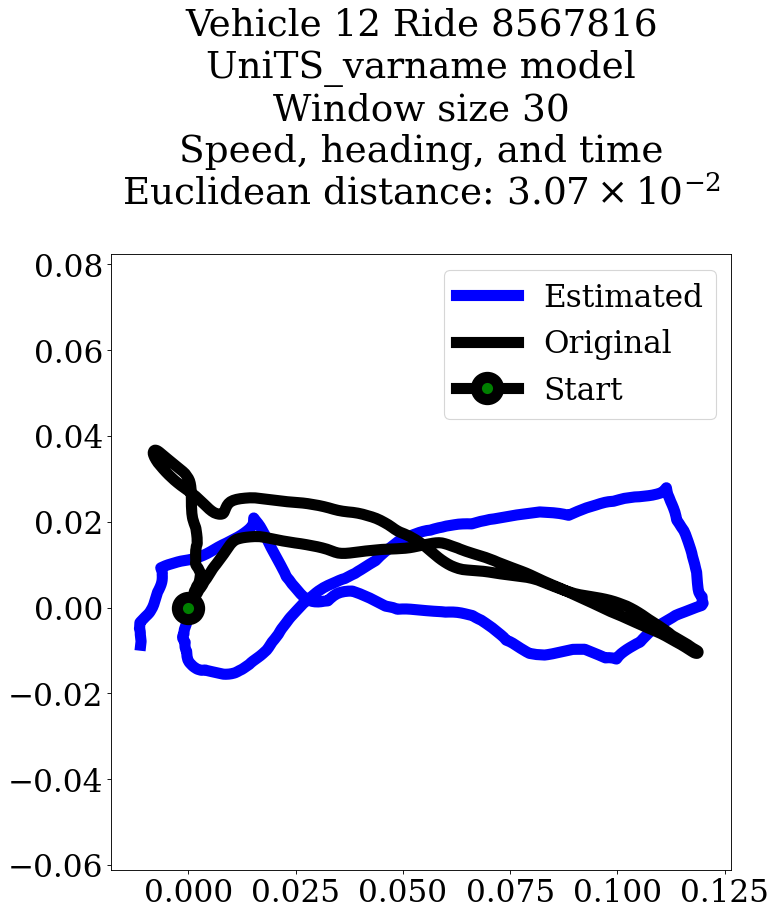 Vehicle 12 Ride 8567816
UniTS_varname model
Window size 30
Speed, heading, and time
Euclidean distance: 3.07 × 10⁻²
Estimated
Original
Start
0.08
0.06
0.04
0.02
0.00
−0.02
−0.04
−0.06
0.000 0.025 0.050 0.075 0.100 0.125